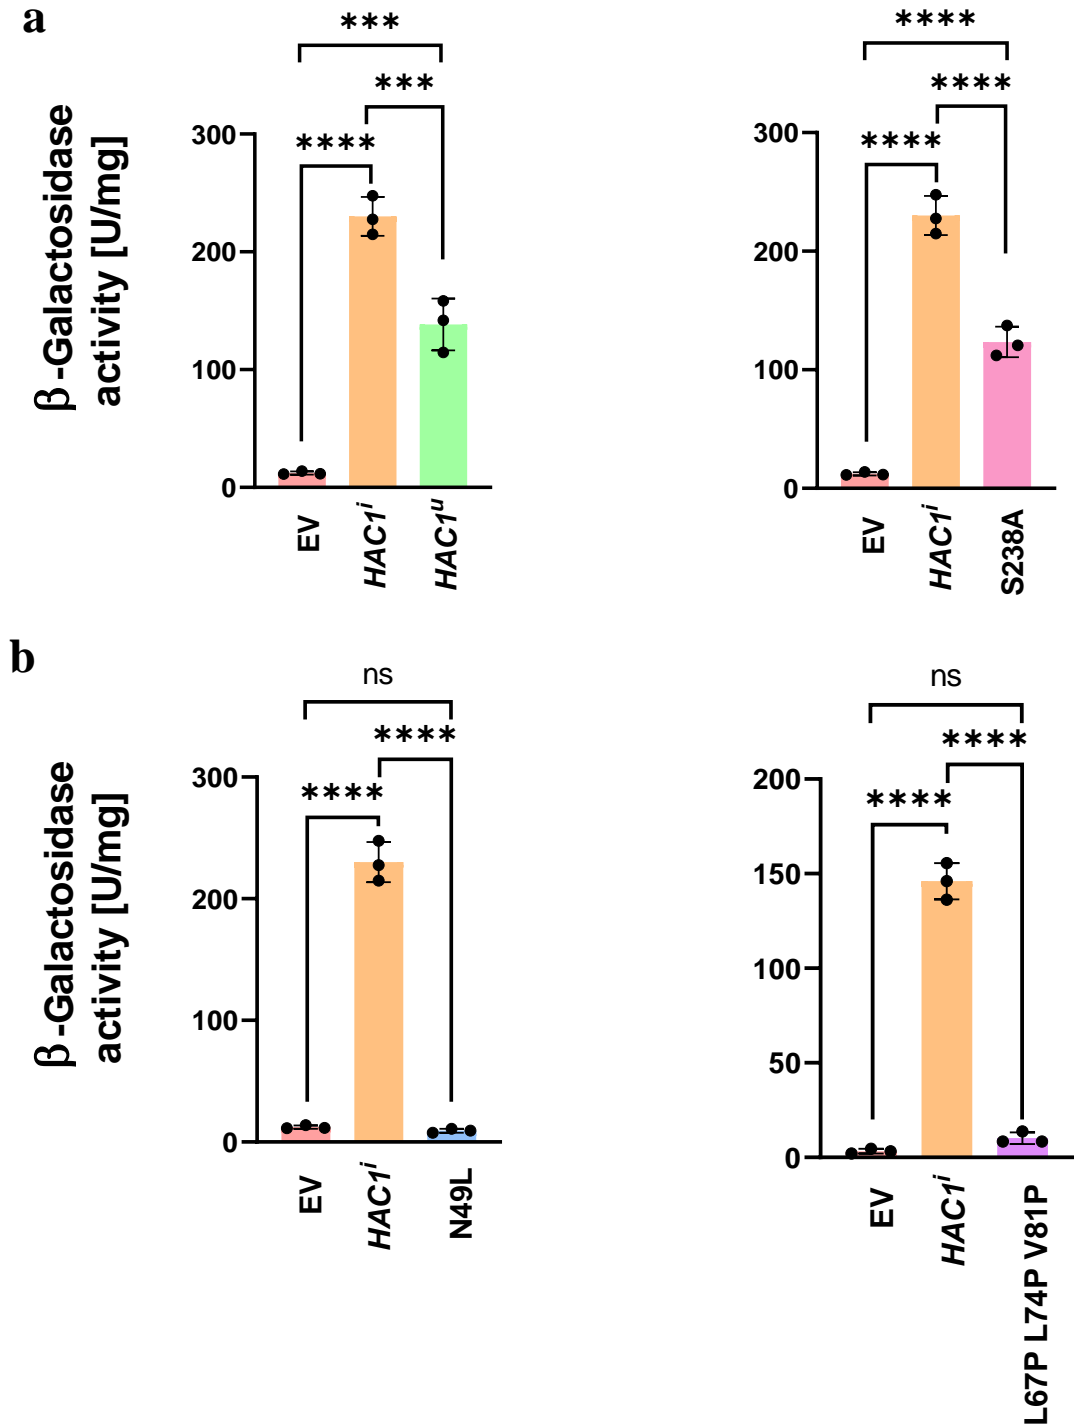 a
***
***
****
β-Galactosidase
activity [U/mg]
300
200
100
0
EV
HAC1ⁱ
HAC1ᵘ
****
****
****
300
200
100
0
EV
HAC1ⁱ
S238A
b
ns
****
****
β-Galactosidase
activity [U/mg]
300
200
100
0
EV
HAC1ⁱ
N49L
ns
****
****
200
150
100
50
0
EV
HAC1ⁱ
L67P L74P V81P